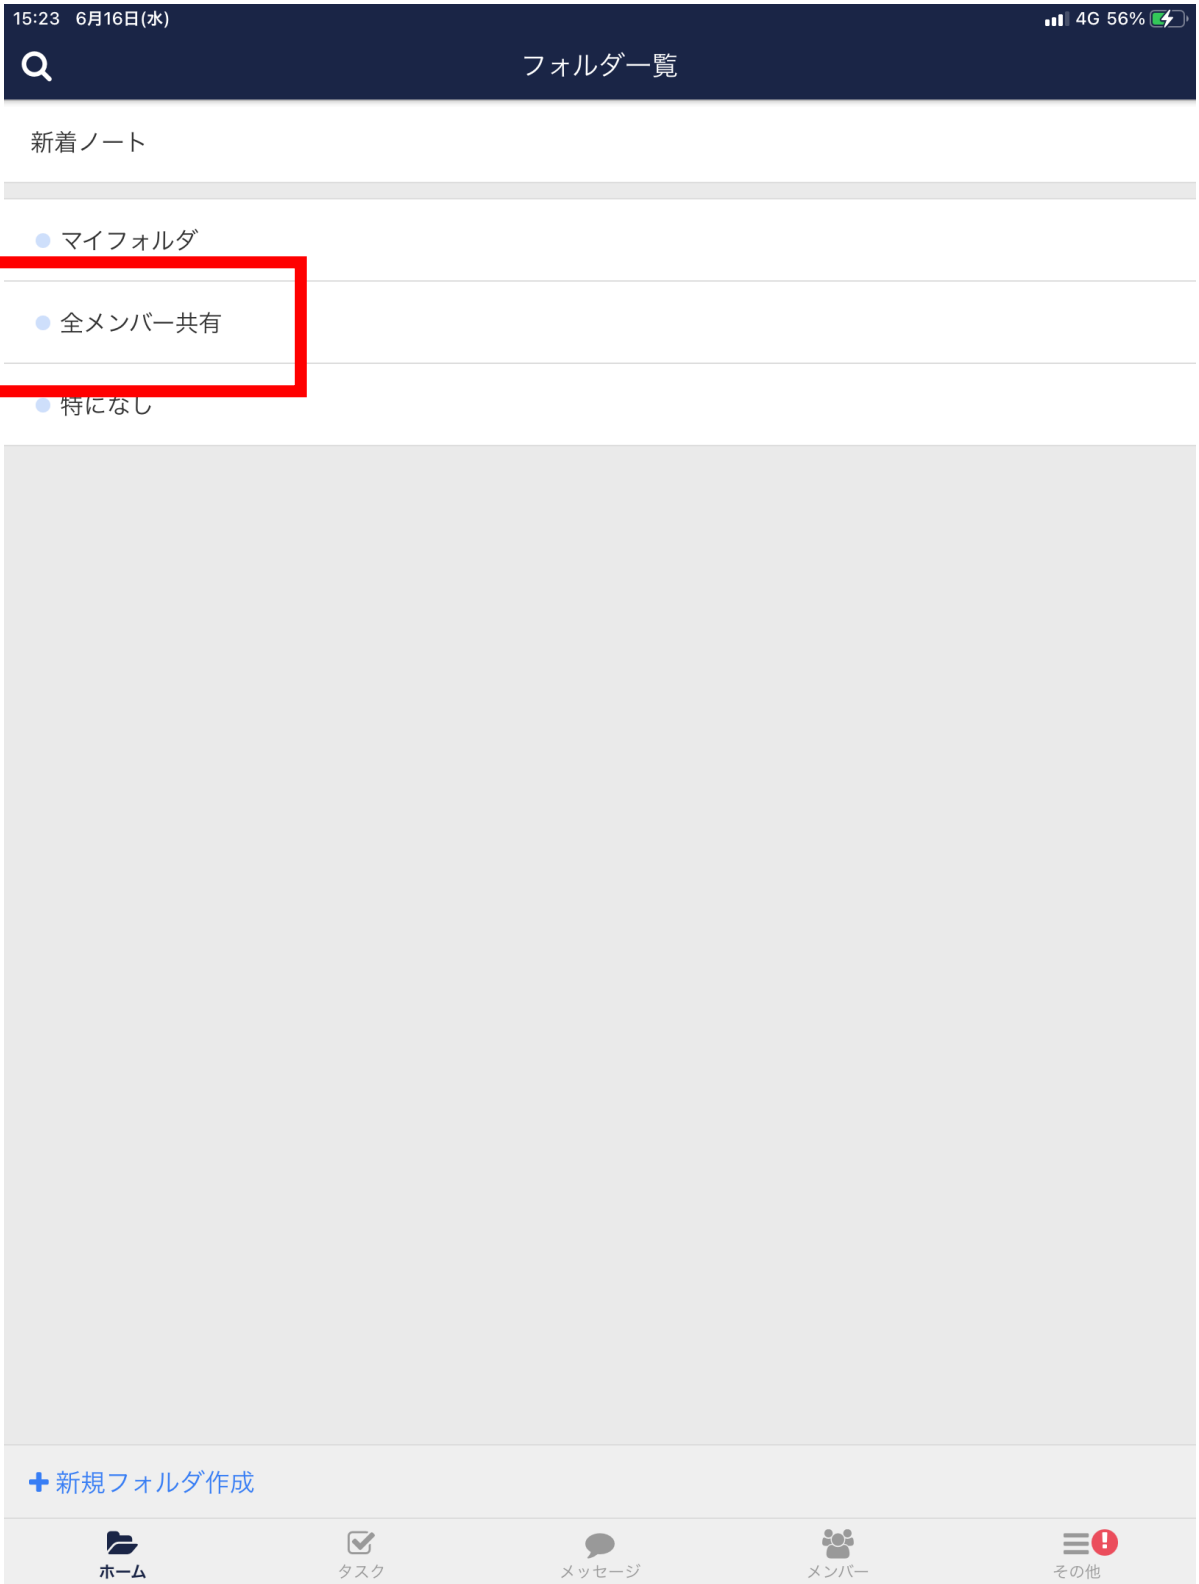 15:23 6月16日(水)
4G 56%
フォルダ一覧
新着ノート
マイフォルダ
全メンバー共有
特になし
新規フォルダ作成
ホーム
タスク
メッセージ
メンバー
その他